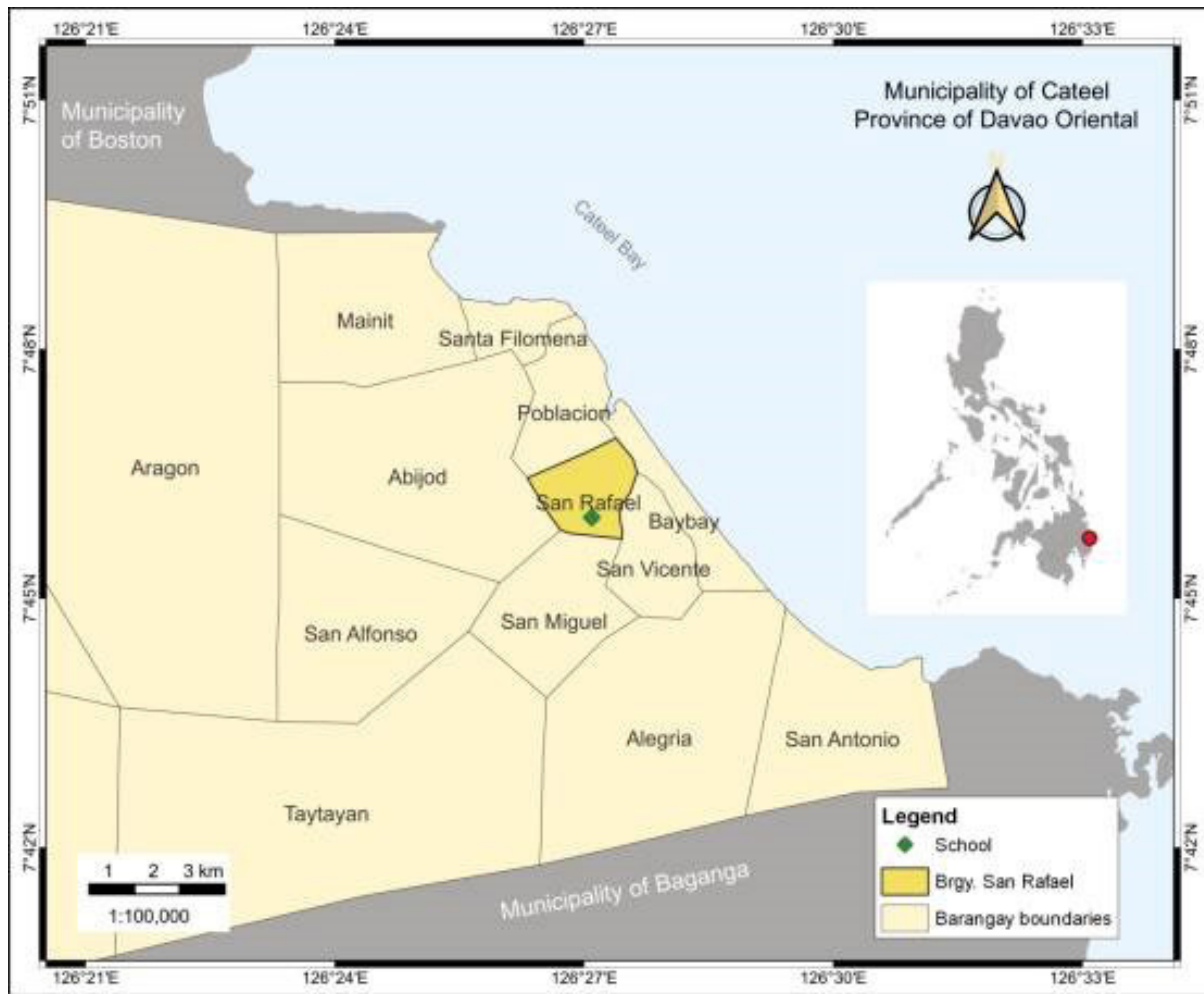 126°21'E
126°24'E
126°27'E
126°30'E
126°33'E
7°51'N
7°51'N
Municipality
of Boston
Municipality of Cateel
Province of Davao Oriental
N
Cateel Bay
Mainit
Santa Filomena
7°48'N
7°48'N
Poblacion
Aragon
Abijod
San Rafael
Baybay
San Vicente
7°45'N
7°45'N
San Miguel
San Alfonso
Alegria
San Antonio
Taytayan
Legend
School
Brgy. San Rafael
Barangay boundaries
7°42'N
7°42'N
1 2 3 km
1:100,000
Municipality of Baganga
126°21'E
126°24'E
126°27'E
126°30'E
126°33'E